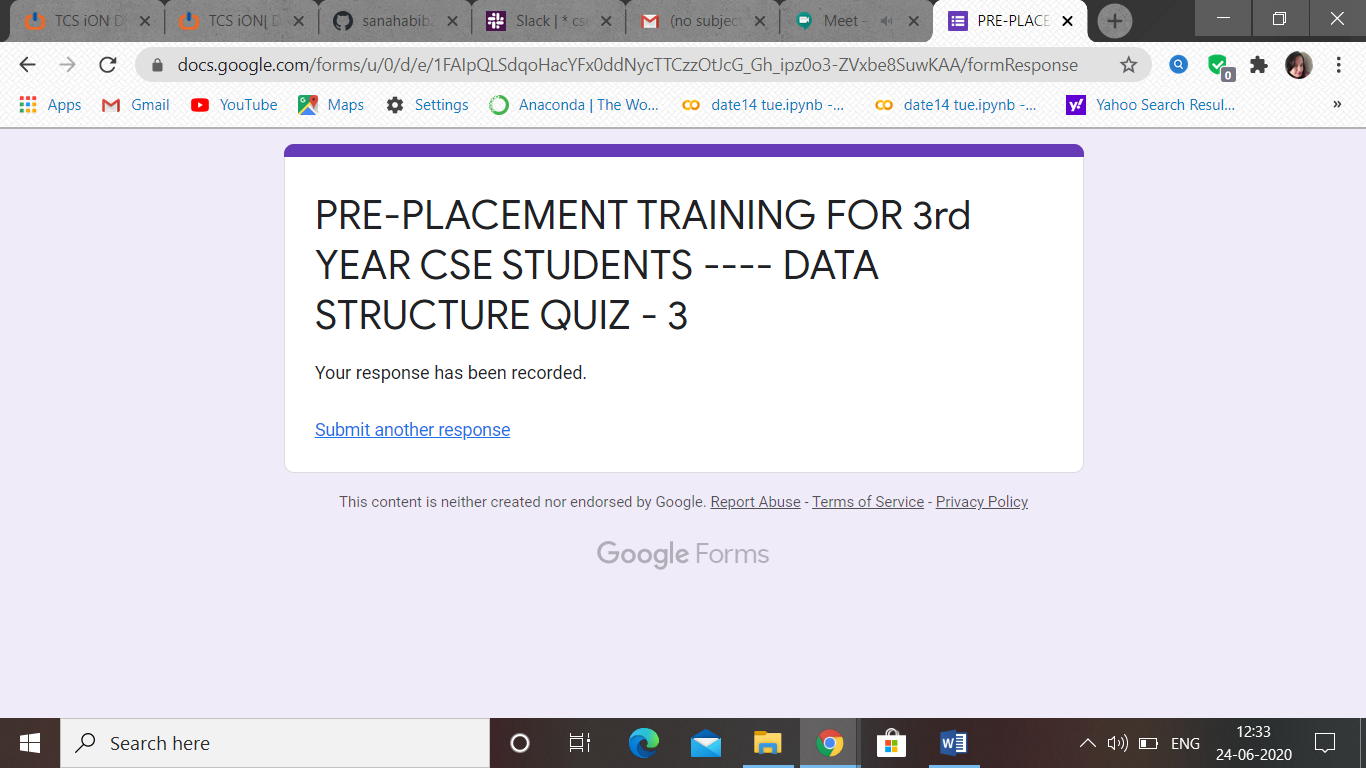 TCS iON D
TCS iON| D
sanahabib
Slack | * cs
(no subject
Meet -
PRE-PLACE
docs.google.com/forms/u/0/d/e/1FAIpQLSdqoHacYFx0ddNycTTCzzOtJcG_Gh_ipz0o3-ZVxbe8SuwKAA/formResponse
0
Apps
Gmail
YouTube
Maps
Settings
Anaconda | The Wo...
date14 tue.ipynb -...
date14 tue.ipynb -...
Yahoo Search Resul...
»
PRE-PLACEMENT TRAINING FOR 3rd
YEAR CSE STUDENTS ---- DATA
STRUCTURE QUIZ - 3
Your response has been recorded.
Submit another response
This content is neither created nor endorsed by Google. Report Abuse - Terms of Service - Privacy Policy
Google Forms
Search here
ENG
12:33
24-06-2020